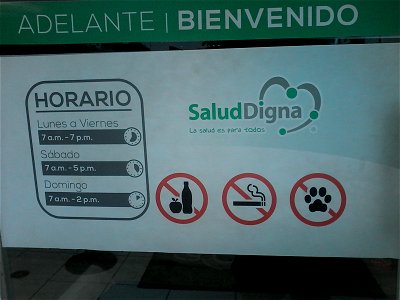 ADELANTE | BIENVENIDO
HORARIO
Lunes a Viernes
7 a.m. - 7 p.m.
Sábado
7 a.m. - 5 p.m.
Domingo
7 a.m. - 2 p.m.
SaludDigna
La salud es para todos